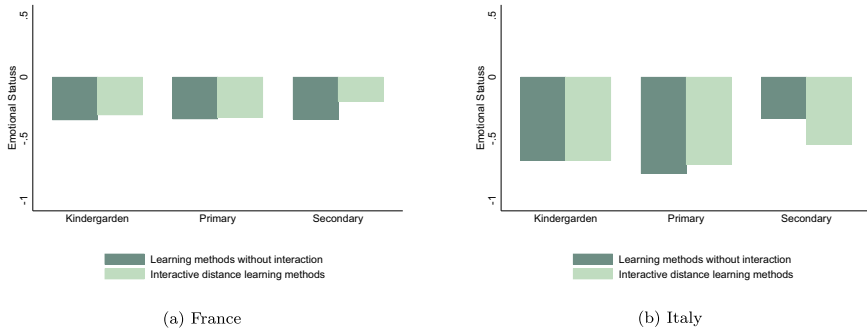 .5
0
-.5
-1
Emotional Statuss
Kindergarden Primary Secondary
Learning methods without interaction
Interactive distance learning methods
(a) France
.5
0
-.5
-1
Emotional Statuss
Kindergarden Primary Secondary
Learning methods without interaction
Interactive distance learning methods
(b) Italy